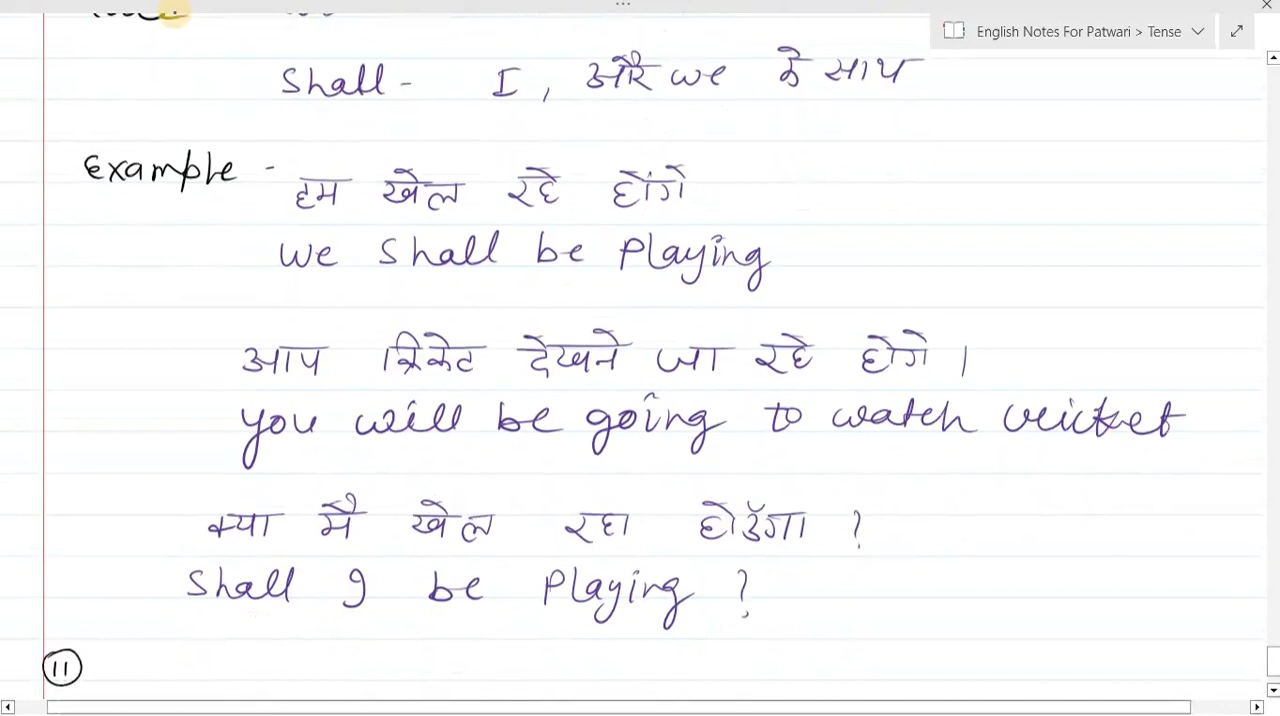 English Notes For Patwari > Tense
Shall - I, और we के साथ
Example -
हम खेल रहे होंगे
We Shall be Playing
आप क्रिकेट देखने जा रहे होगे ।
You will be going to watch cricket
क्या मै खेल रहा होउॅंगा ?
Shall I be Playing ?
11